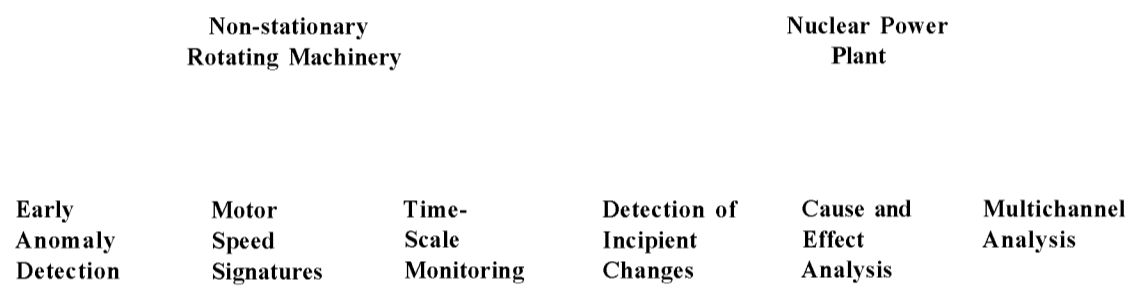 Non-stationary
Rotating Machinery
Nuclear Power
Plant
Early
Anomaly
Detection
Motor
Speed
Signatures
Time-
Scale
Monitoring
Detection of
Incipient
Changes
Cause and
Effect
Analysis
Multichannel
Analysis